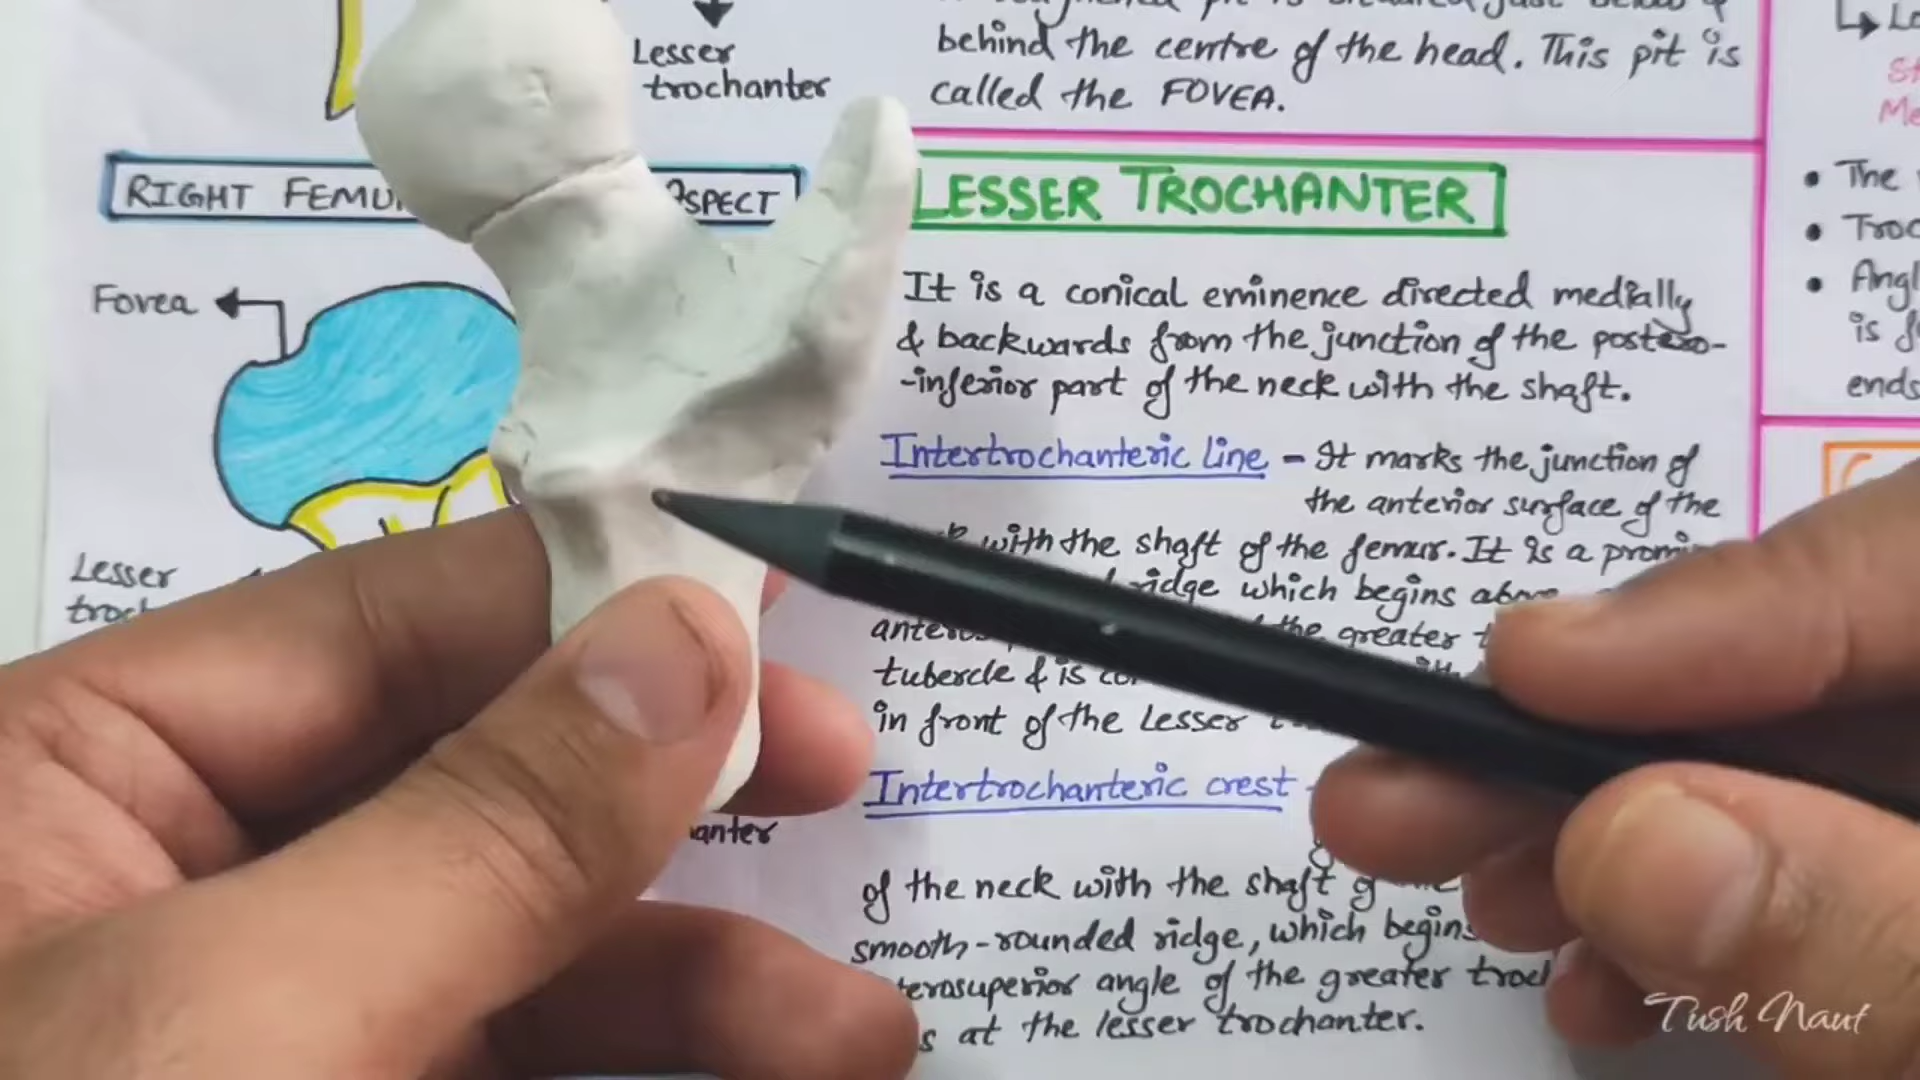 Lesser
trochanter
behind the centre of the head. This pit is
called the FOVEA.
RIGHT FEMU
ASPECT
Fovea
Lesser
anter
LESSER TROCHANTER
It is a conical eminence directed medially
& backwards from the junction of the postero-
-inferior part of the neck with the shaft.
Intertrochanteric line - It marks the junction of
the anterior surface of the
with the shaft of the femur. It is a
ridge which begins above
the greater
tubercle & is
in front of the Lesser
Intertrochanteric crest -
of the neck with the shaft
smooth-rounded ridge, which begins
terosuperior angle of the greater troch
s at the lesser trochanter.
The
Troc
Angl
is
ends
Tush Naut